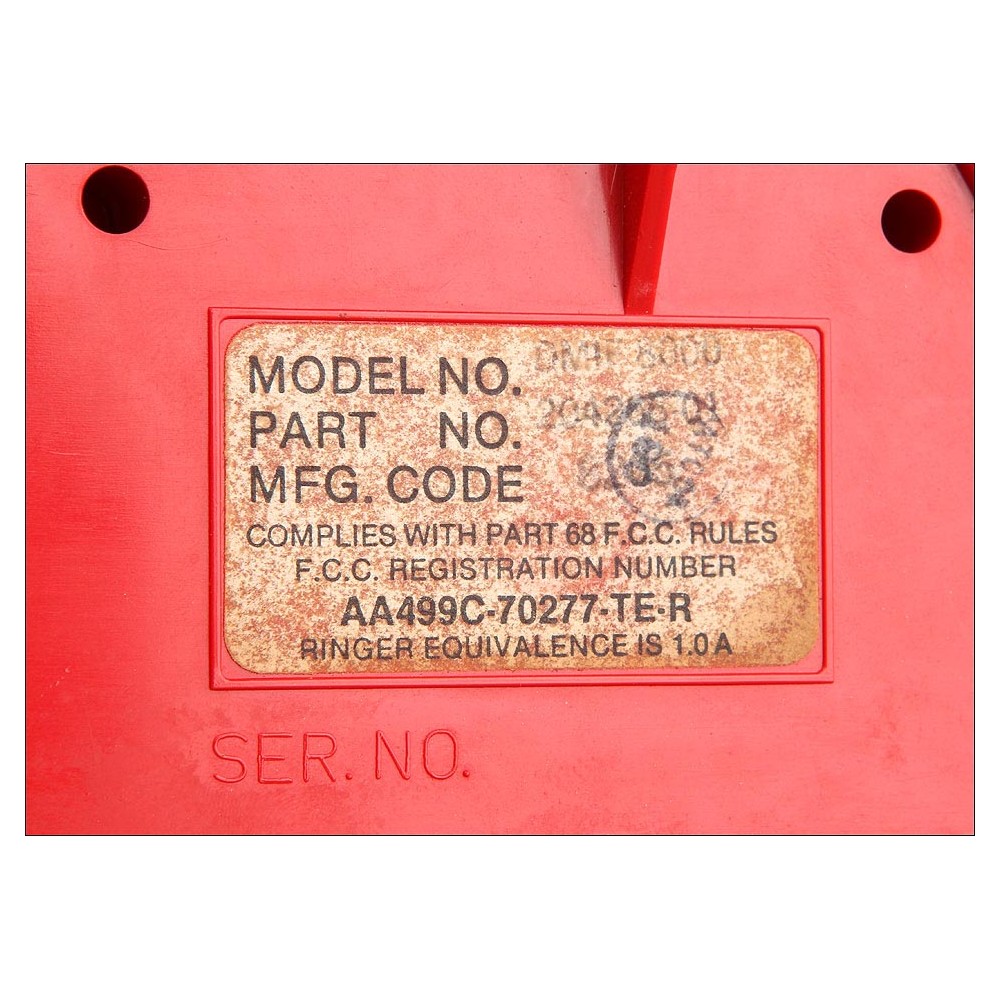 MODEL NO.
PART NO.
MFG. CODE
COMPLIES WITH PART 68 F.C.C. RULES
F.C.C. REGISTRATION NUMBER
AA499C-70277-TE-R
RINGER EQUIVALENCE IS 1.0 A
SER. NO.